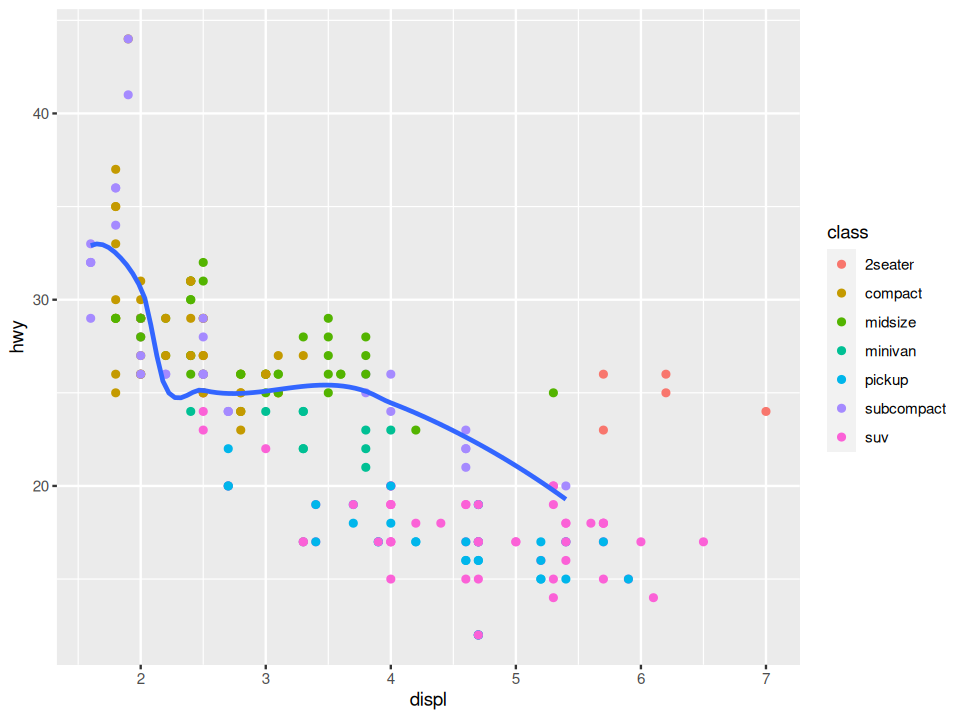 hwy
40
30
20
2 3 4 5 6 7
displ
class
2seater
compact
midsize
minivan
pickup
subcompact
suv